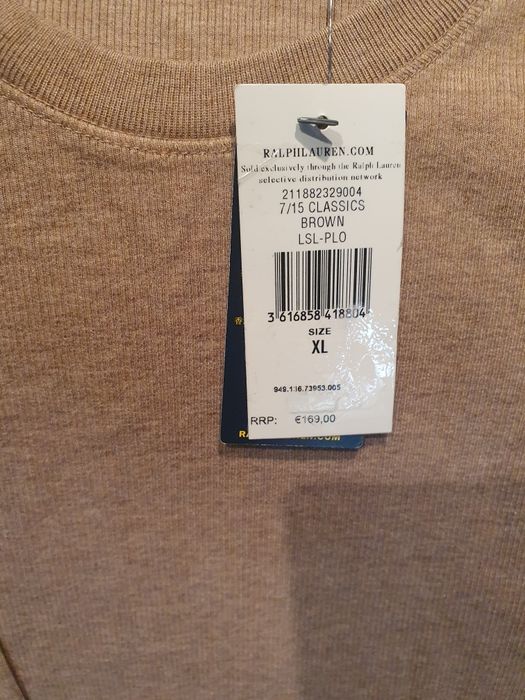 RALPHLAUREN.COM
Sold exclusively through the Ralph Lauren
selective distribution network
211882329004
7/15 CLASSICS
BROWN
LSL-PLO
3 616858 418804
SIZE
XL
949.136.73953.005
RRP: €169,00